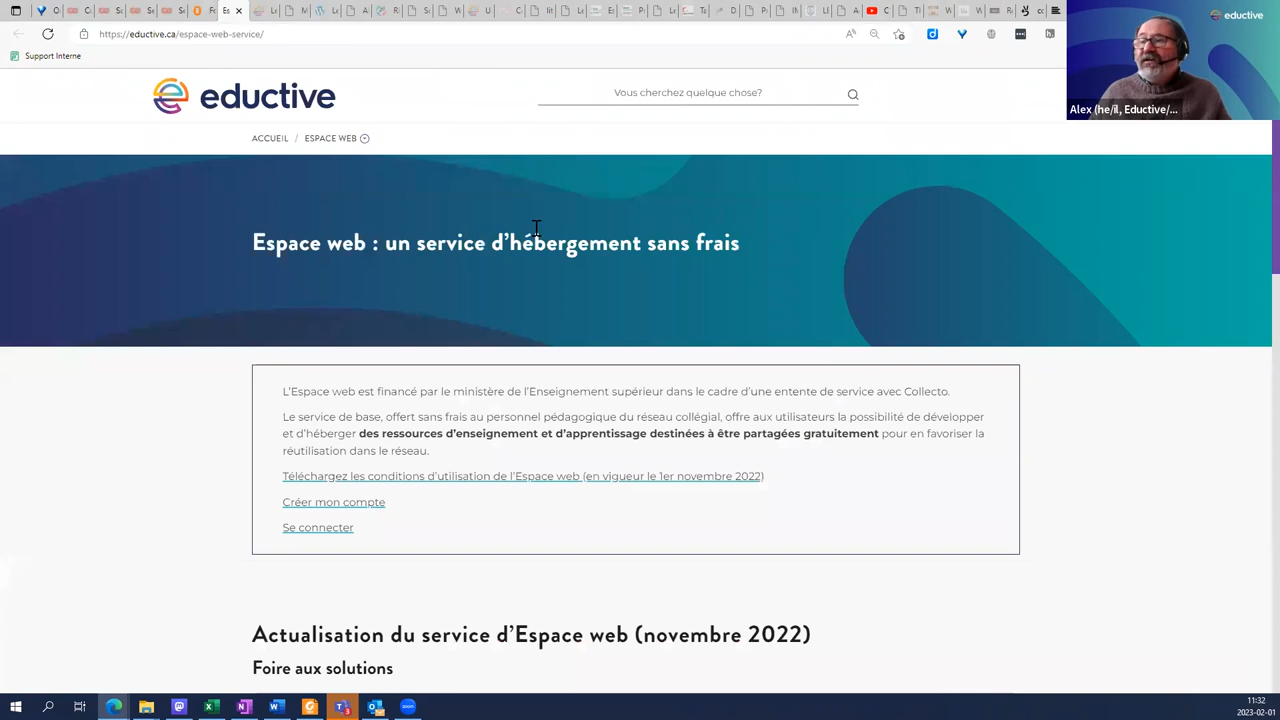 Es
https://eductive.ca/espace-web-service/
Support Interne
eductive
Alex (he/il, Eductive/...
eductive
Vous cherchez quelque chose?
ACCUEIL / ESPACE WEB
Espace web : un service d’hébergement sans frais
L’Espace web est financé par le ministère de l’Enseignement supérieur dans le cadre d’une entente de service avec Collecto.
Le service de base, offert sans frais au personnel pédagogique du réseau collégial, offre aux utilisateurs la possibilité de développer
et d’héberger des ressources d’enseignement et d’apprentissage destinées à être partagées gratuitement pour en favoriser la
réutilisation dans le réseau.
Téléchargez les conditions d’utilisation de l’Espace web (en vigueur le 1er novembre 2022)
Créer mon compte
Se connecter
Actualisation du service d’Espace web (novembre 2022)
Foire aux solutions
11:32
2023-02-01